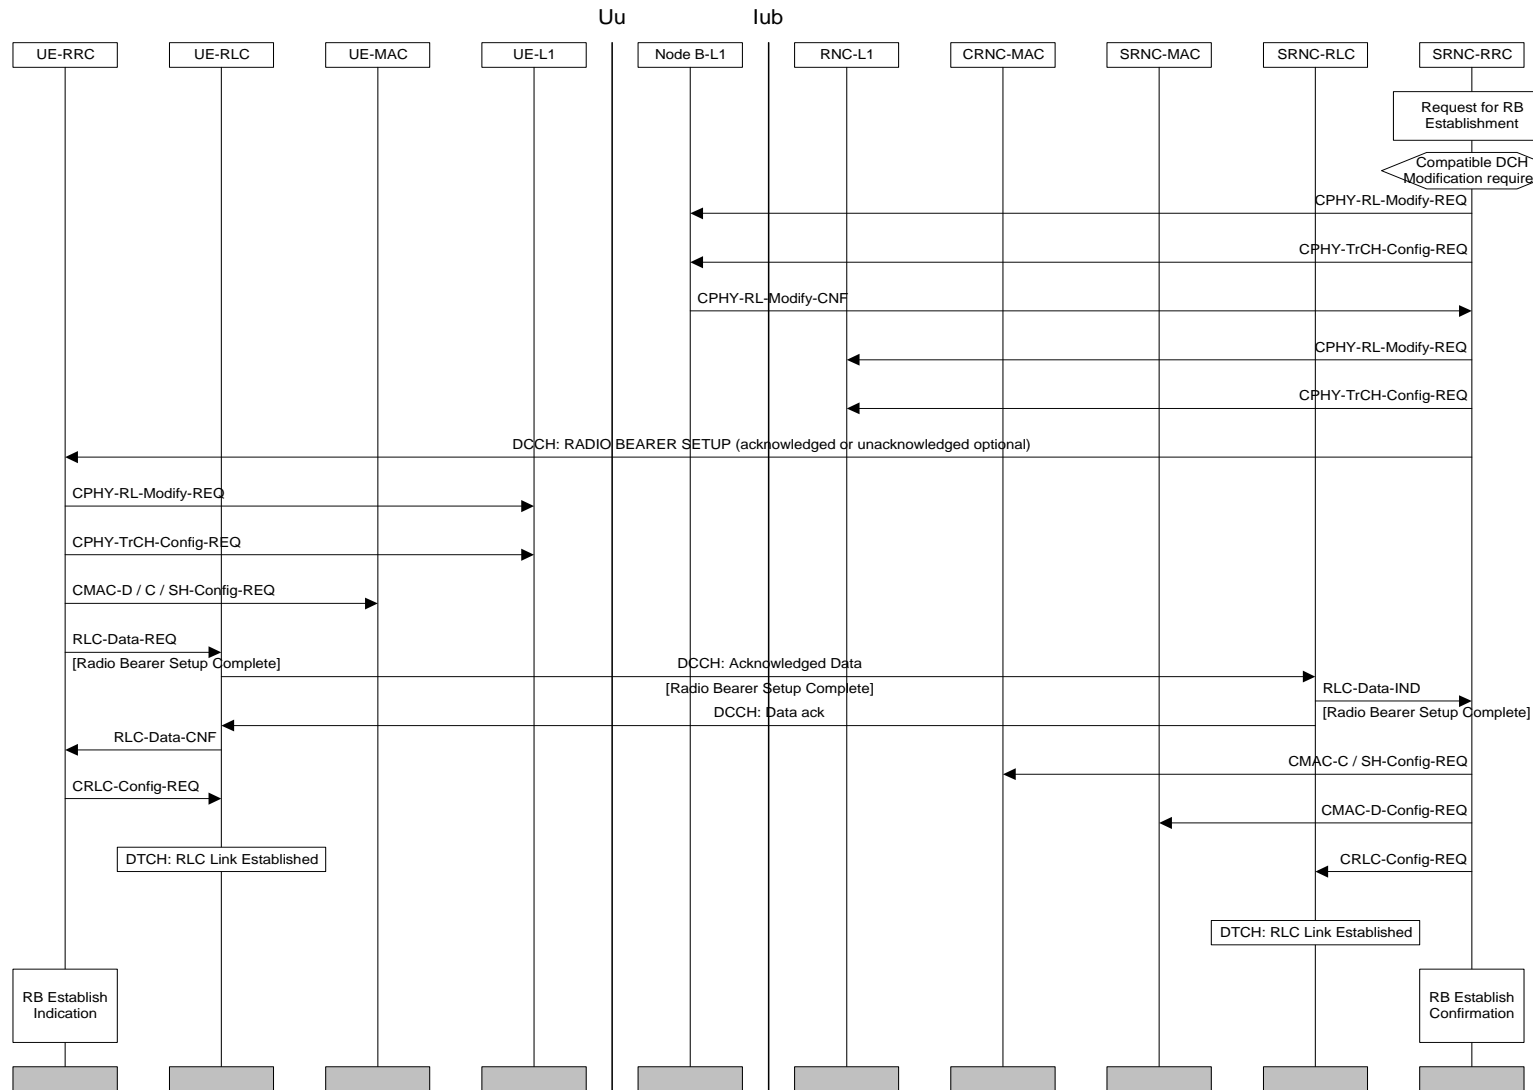 Uu Iub
UE-RRC UE-RLC UE-MAC UE-L1 Node B-L1 RNC-L1 CRNC-MAC SRNC-MAC SRNC-RLC SRNC-RRC
Request for RB
Establishment
Compatible DCH
Modification require
CPHY-RL-Modify-REQ
CPHY-TrCH-Config-REQ
CPHY-RL-Modify-CNF
CPHY-RL-Modify-REQ
CPHY-TrCH-Config-REQ
DCCH: RADIO BEARER SETUP (acknowledged or unacknowledged optional)
CPHY-RL-Modify-REQ
CPHY-TrCH-Config-REQ
CMAC-D / C / SH-Config-REQ
RLC-Data-REQ
[Radio Bearer Setup Complete]
DCCH: Acknowledged Data
[Radio Bearer Setup Complete]
RLC-Data-IND
[Radio Bearer Setup Complete]
DCCH: Data ack
RLC-Data-CNF
CMAC-C / SH-Config-REQ
CRLC-Config-REQ
CMAC-D-Config-REQ
DTCH: RLC Link Established
CRLC-Config-REQ
DTCH: RLC Link Established
RB Establish
Indication
RB Establish
Confirmation